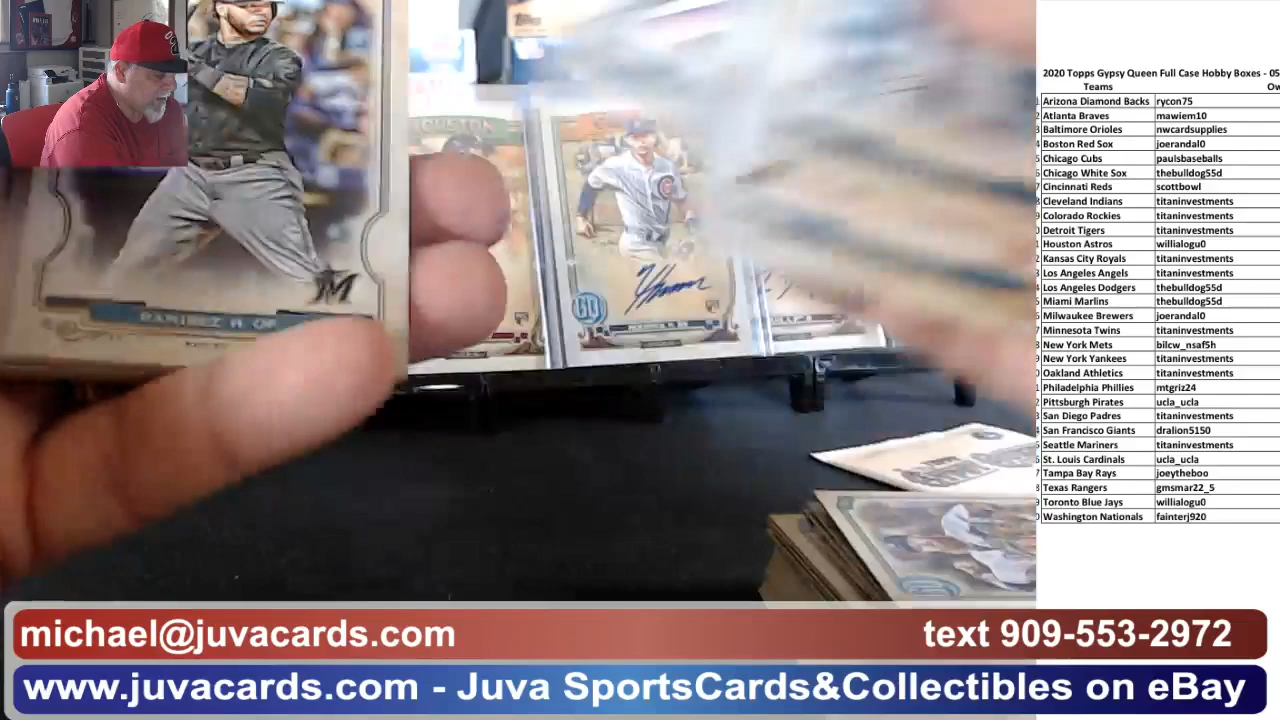 2020 Topps Gypsy Queen Full Case Hobby Boxes - 05
Teams Ow
Arizona Diamond Backs rycon75
Atlanta Braves mawiem10
Baltimore Orioles nwcardsupplies
Boston Red Sox joerandal0
Chicago Cubs paulsbaseballs
Chicago White Sox thebulldog55d
Cincinnati Reds scottbowl
Cleveland Indians titaninvestments
Colorado Rockies titaninvestments
Detroit Tigers titaninvestments
Houston Astros willialogu0
Kansas City Royals titaninvestments
Los Angeles Angels titaninvestments
Los Angeles Dodgers thebulldog55d
Miami Marlins thebulldog55d
Milwaukee Brewers joerandal0
Minnesota Twins titaninvestments
New York Mets bilcw_nsaf5h
New York Yankees titaninvestments
Oakland Athletics titaninvestments
Philadelphia Phillies mtgriz24
Pittsburgh Pirates ucla_ucla
San Diego Padres titaninvestments
San Francisco Giants dralion5150
Seattle Mariners titaninvestments
St. Louis Cardinals ucla_ucla
Tampa Bay Rays joeytheboo
Texas Rangers gmsmar22_5
Toronto Blue Jays willialogu0
Washington Nationals fainterj920
HOUSTON
GQ
M
michael@juvacards.com text 909-553-2972
www.juvacards.com - Juva SportsCards&Collectibles on eBay